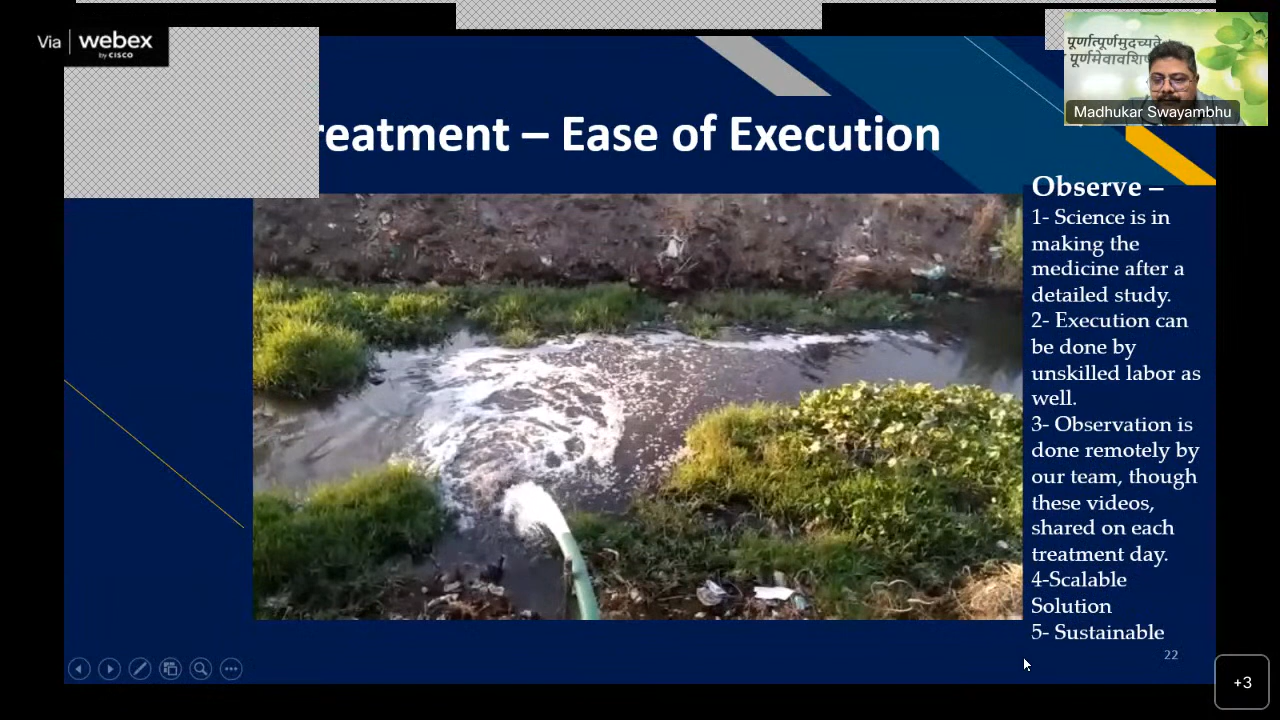 Via webex
by CISCO
पूर्णात्पूर्णमुदच्यते
Madhukar Swayambhu
reatment – Ease of Execution
Observe –
1- Science is in
making the
medicine after a
detailed study.
2- Execution can
be done by
unskilled labor as
well.
3- Observation is
done remotely by
our team, though
these videos,
shared on each
treatment day.
4-Scalable
Solution
5- Sustainable
22
+3